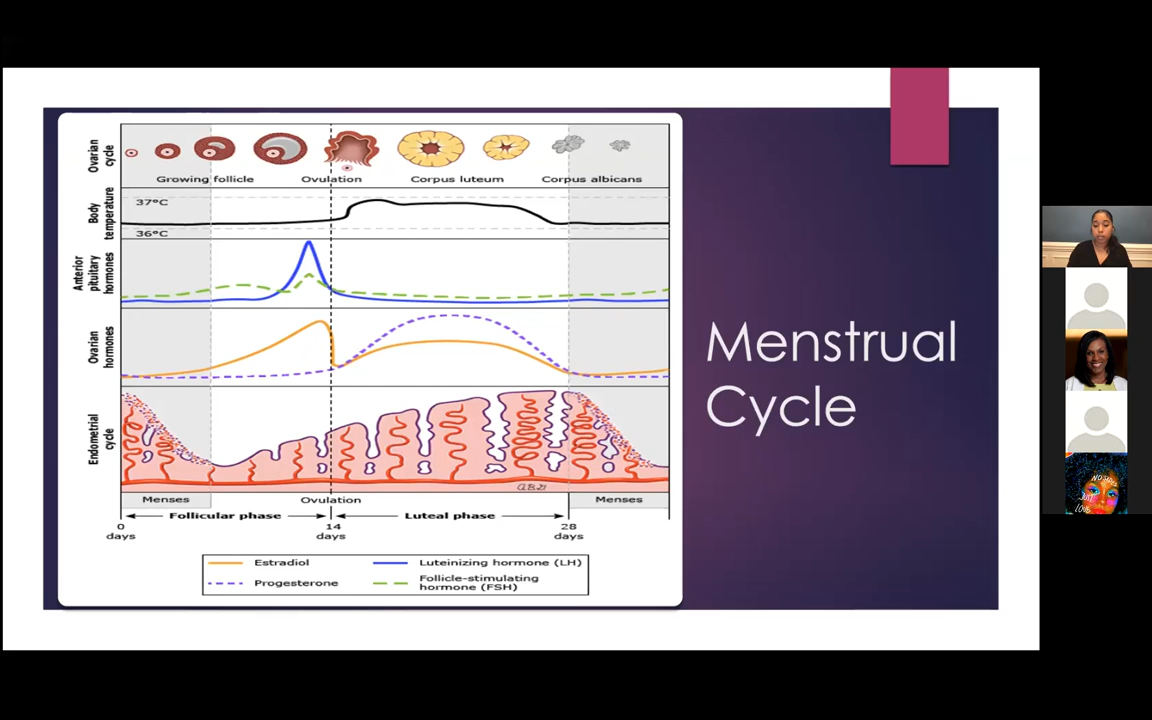 Ovarian
cycle
Growing follicle
Ovulation
Corpus luteum
Corpus albicans
Body
temperature
37°C
36°C
Anterior
pituitary
hormones
Ovarian
hormones
Endometrial
cycle
Menses
Ovulation
Menses
Follicular phase
Luteal phase
0
days
14
days
28
days
Estradiol
Luteinizing hormone (LH)
Progesterone
Follicle-stimulating
hormone (FSH)
Menstrual
Cycle